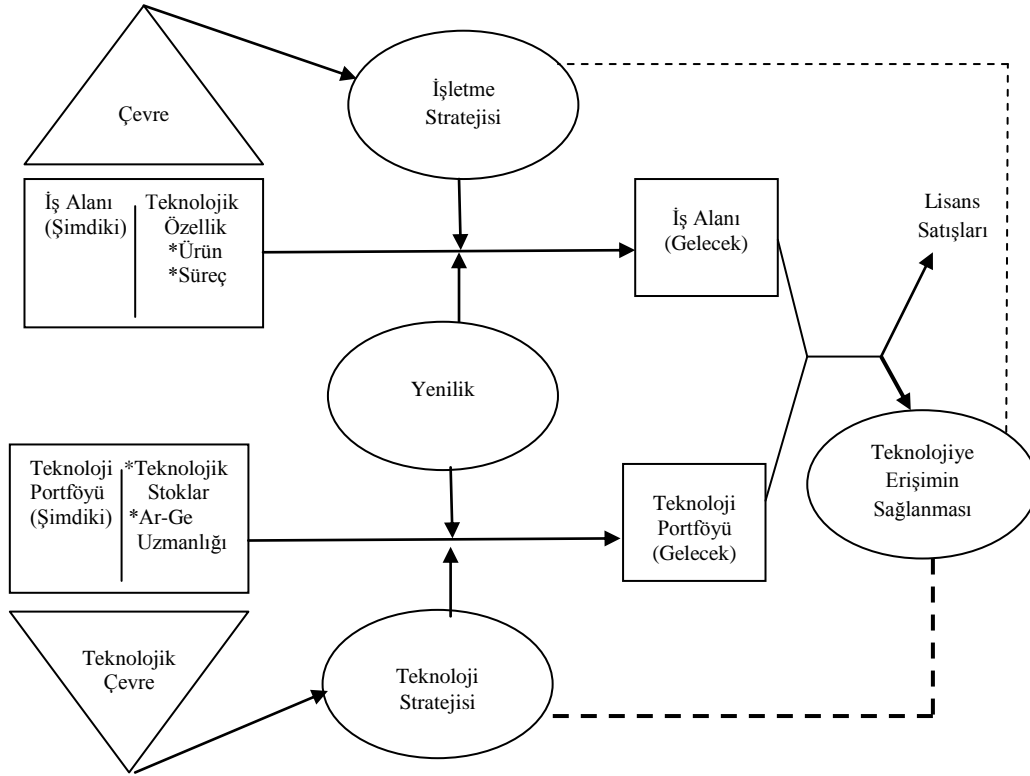 Çevre
İşletme
Stratejisi
İş Alanı
(Şimdiki)
Teknolojik
Özellik
*Ürün
*Süreç
İş Alanı
(Gelecek)
Lisans
Satışları
Yenilik
Teknoloji
Portföyü
(Şimdiki)
*Teknolojik
Stoklar
*Ar-Ge
Uzmanlığı
Teknoloji
Portföyü
(Gelecek)
Teknolojiye
Erişimin
Sağlanması
Teknolojik
Çevre
Teknoloji
Stratejisi